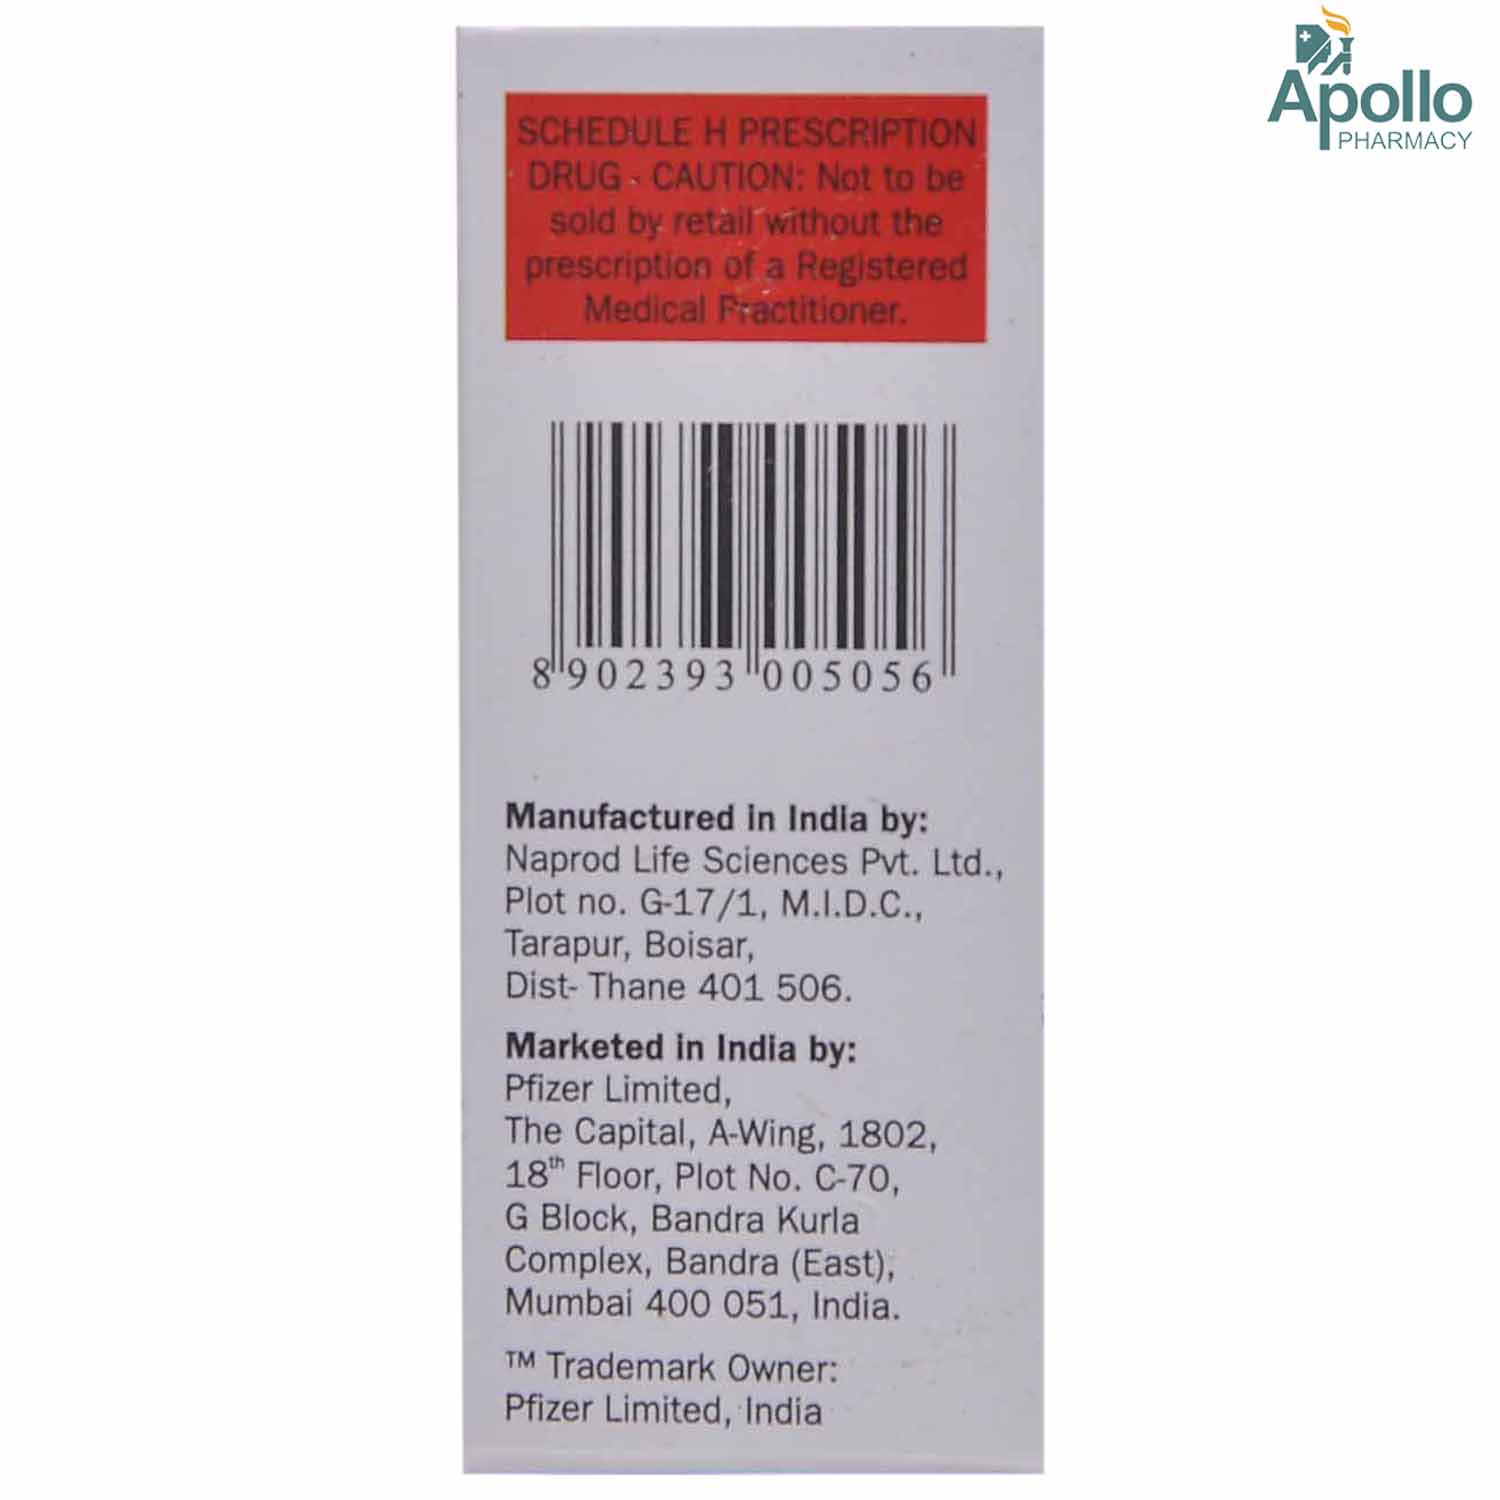 Apollo
PHARMACY
SCHEDULE H PRESCRIPTION
DRUG - CAUTION: Not to be
sold by retail without the
prescription of a Registered
Medical Practitioner.
8 902393 005056
Manufactured in India by:
Naprod Life Sciences Pvt. Ltd.,
Plot no. G-17/1, M.I.D.C.,
Tarapur, Boisar,
Dist- Thane 401 506.
Marketed in India by:
Pfizer Limited,
The Capital, A-Wing, 1802,
18th Floor, Plot No. C-70,
G Block, Bandra Kurla
Complex, Bandra (East),
Mumbai 400 051, India.
™ Trademark Owner:
Pfizer Limited, India